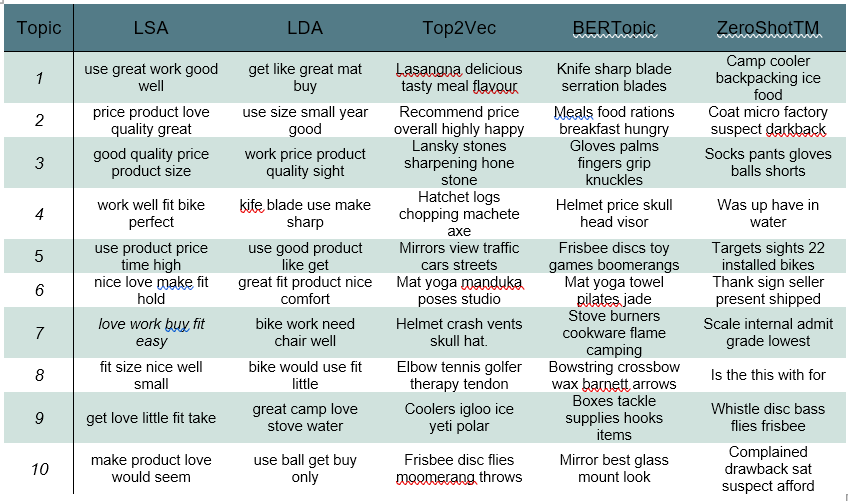 Topic LSA LDA Top2Vec BERTopic ZeroShotTM
1 use great work good well get like great mat buy Lasangna delicious tasty meal flavour Knife sharp blade serration blades Camp cooler backpacking ice food
2 price product love quality great use size small year good Recommend price overall highly happy Meals food rations breakfast hungry Coat micro factory suspect darkback
3 good quality price product size work price product quality sight Lansky stones sharpening hone stone Gloves palms fingers grip knuckles Socks pants gloves balls shorts
4 work well fit bike perfect kife blade use make sharp Hatchet logs chopping machete axe Helmet price skull head visor Was up have in water
5 use product price time high use good product like get Mirrors view traffic cars streets Frisbee discs toy games boomerangs Targets sights 22 installed bikes
6 nice love make fit hold great fit product nice comfort Mat yoga manduka poses studio Mat yoga towel pilates jade Thank sign seller present shipped
7 love work buy fit easy bike work need chair well Helmet crash vents skull hat. Stove burners cookware flame camping Scale internal admit grade lowest
8 fit size nice well small bike would use fit little Elbow tennis golfer therapy tendon Bowstring crossbow wax barnett arrows Is the this with for
9 get love little fit take great camp love stove water Coolers igloo ice yeti polar Boxes tackle supplies hooks items Whistle disc bass flies frisbee
10 make product love would seem use ball get buy only Frisbee disc flies moomerang throws Mirror best glass mount look Complained drawback sat suspect afford